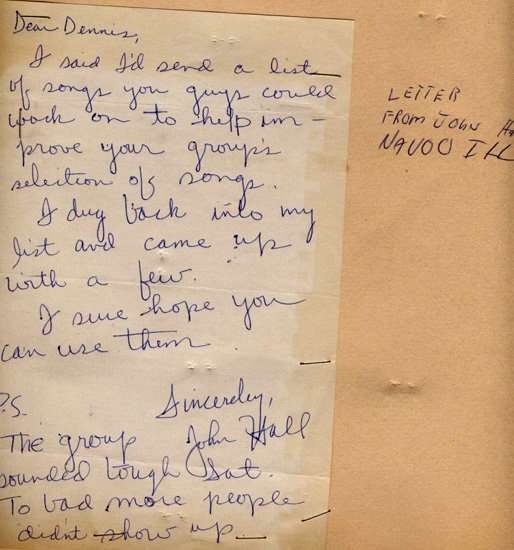 Dear Dennis,
I said I'd send a list
of songs you guys could
work on to help im-
prove your group's
selection of songs.
I dug back into my
list and came up
with a few.
I sure hope you
can use them
Sincerely,
John Hall
P.S.
The group
sounded tough Sat.
To bad more people
didn't show up.
LETTER
FROM JOHN
NAVOO ILL